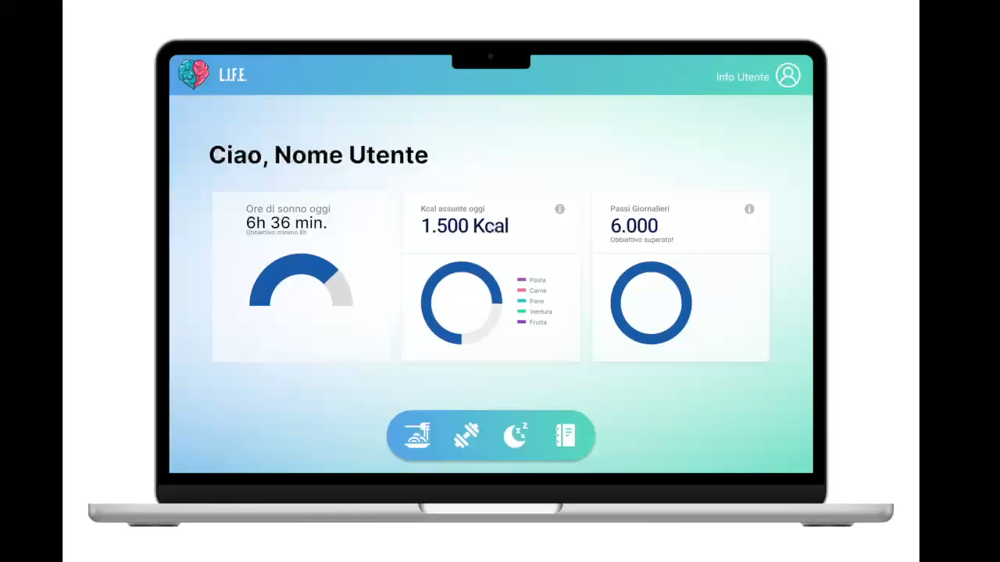 L.I.F.E.
Info Utente
Ciao, Nome Utente
Ore di sonno oggi
6h 36 min.
Obbiettivo minimo 8h
Kcal assunte oggi
1.500 Kcal
Pasta
Carne
Pane
Verdura
Frutta
Passi Giornalieri
6.000
Obbiettivo superato!
z
z
z